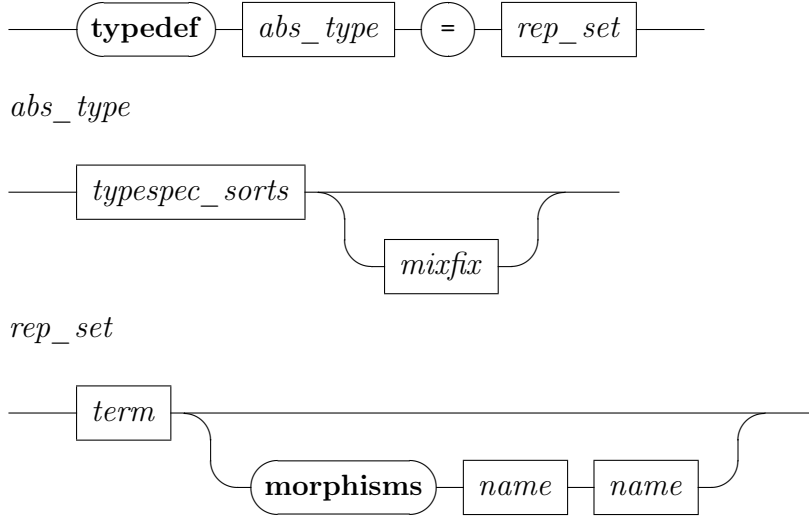 typedef abs_type = rep_set
abs_type
typespec_sorts
mixfix
rep_set
term
morphisms name name